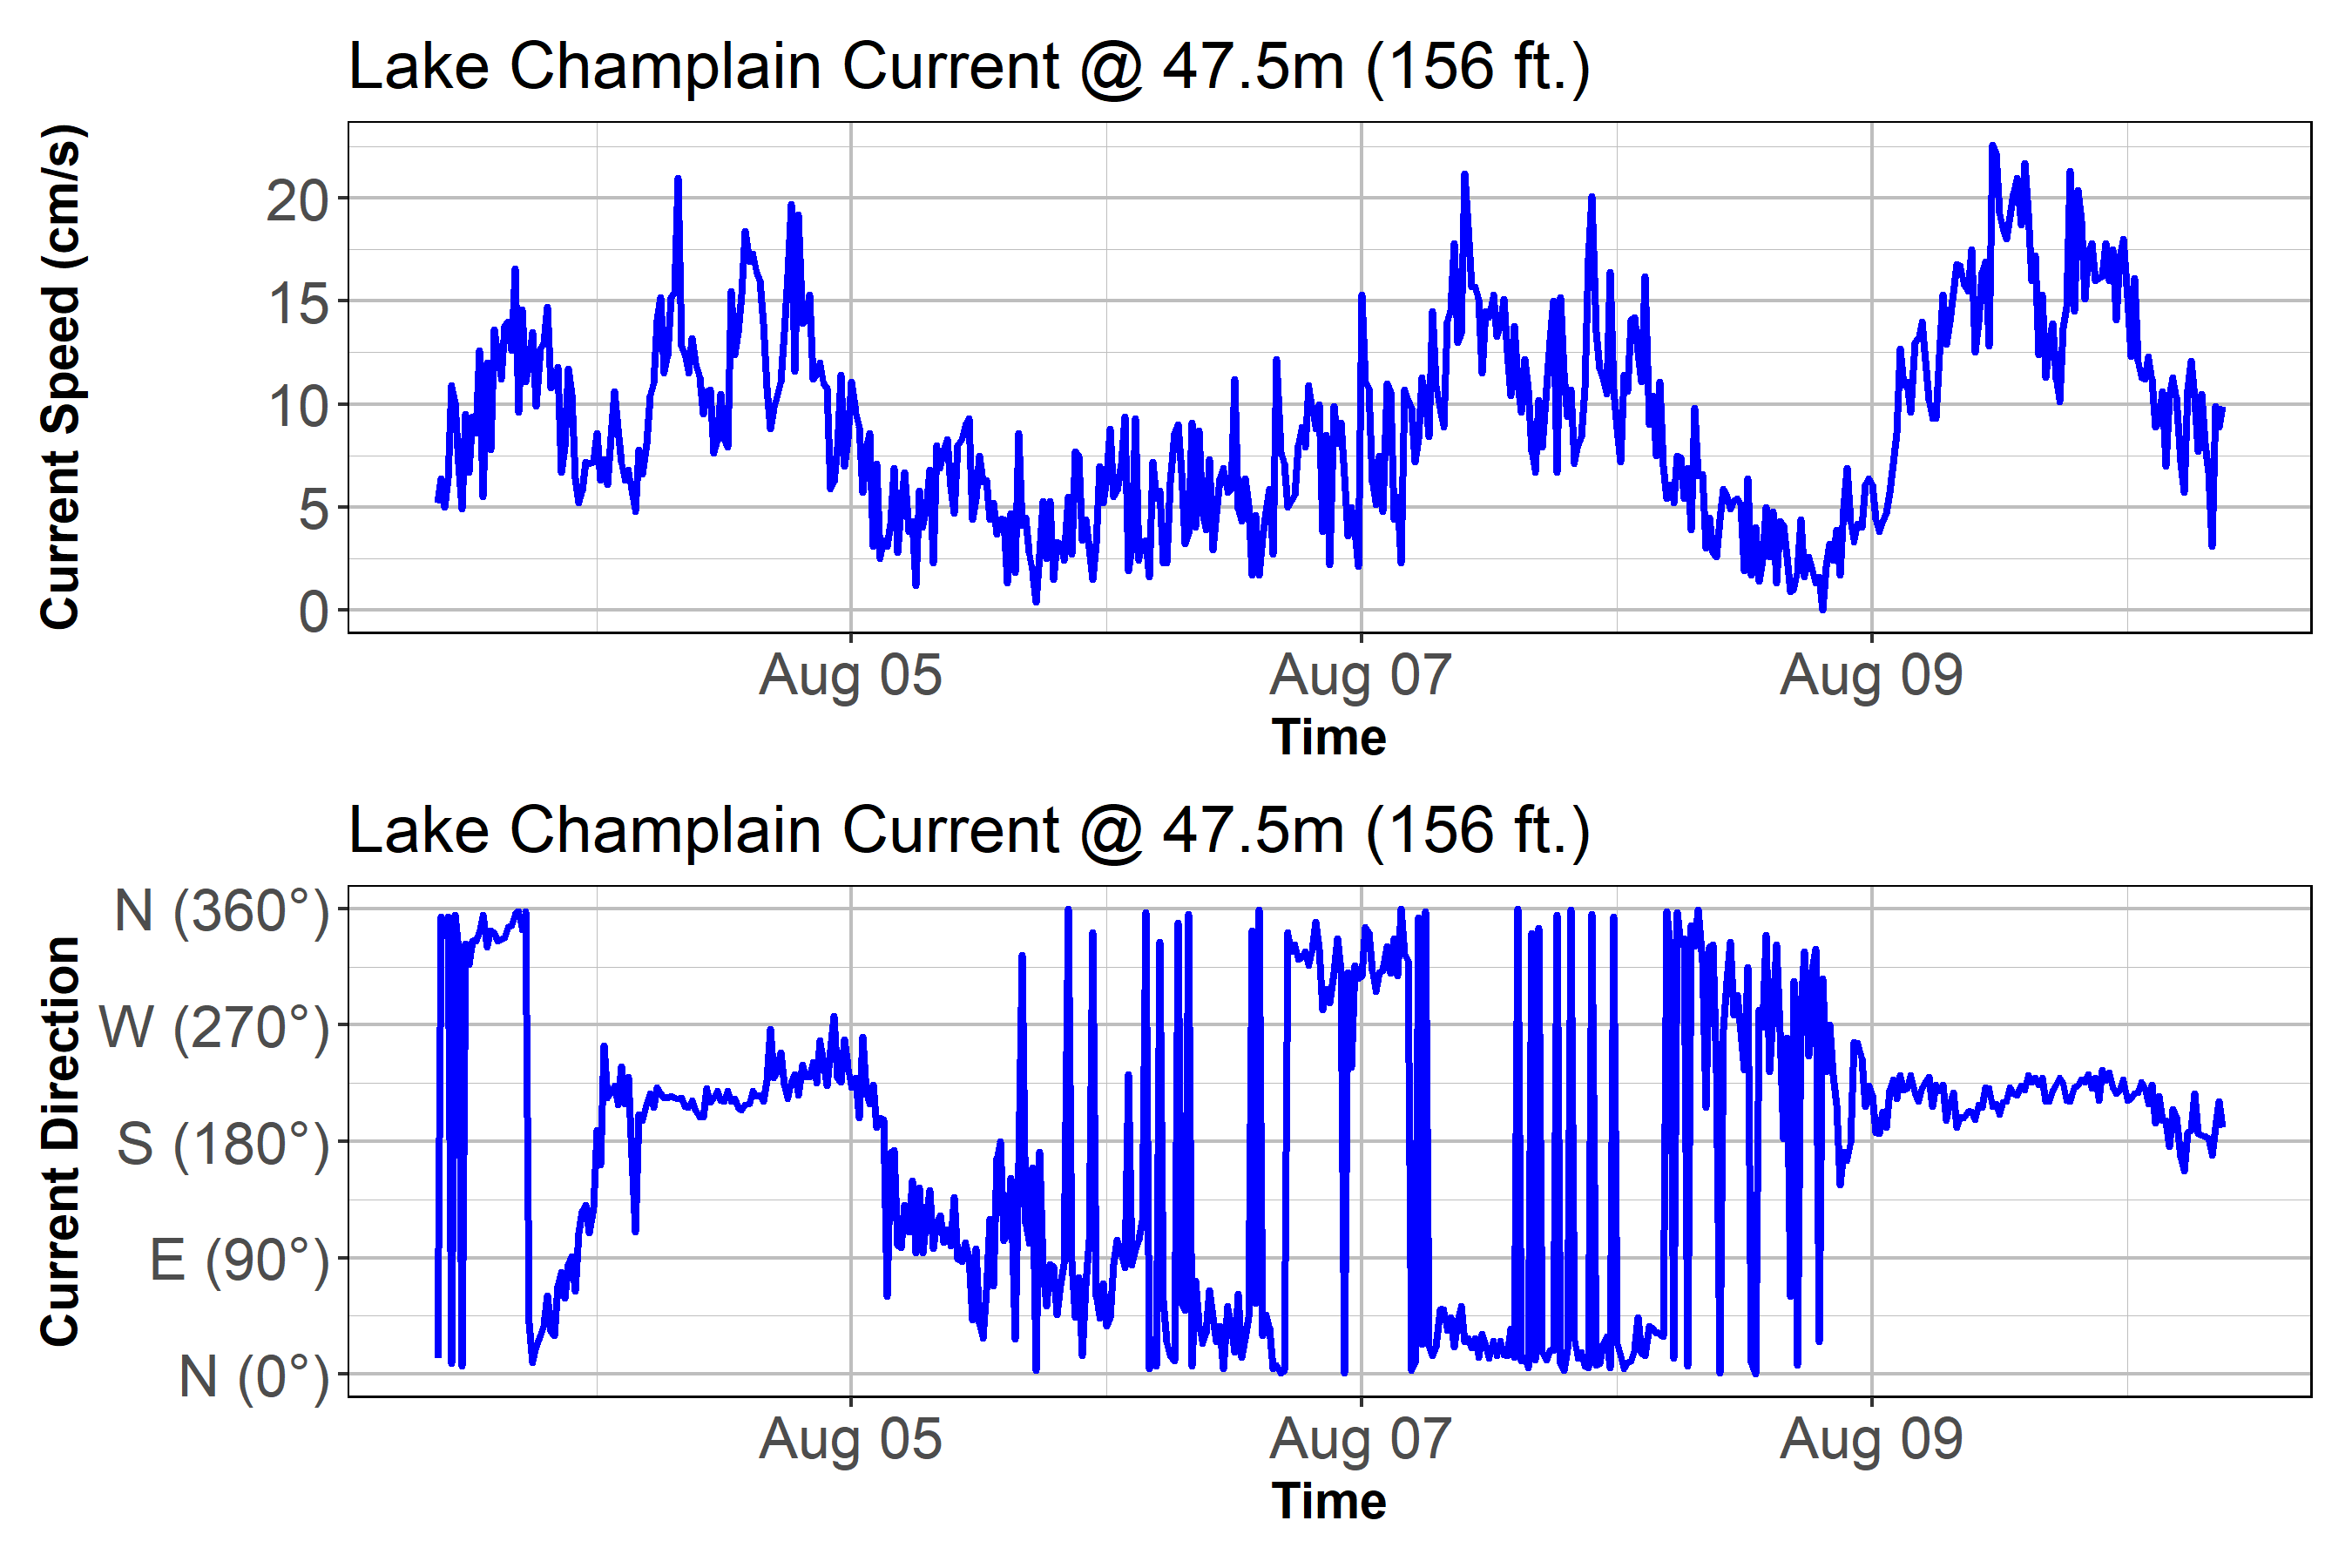 Lake Champlain Current @ 47.5m (156 ft.)
Current Speed (cm/s)
20
15
10
5
0
Aug 05 Aug 07 Aug 09
Time
Lake Champlain Current @ 47.5m (156 ft.)
Current Direction
N (360°)
W (270°)
S (180°)
E (90°)
N (0°)
Aug 05 Aug 07 Aug 09
Time